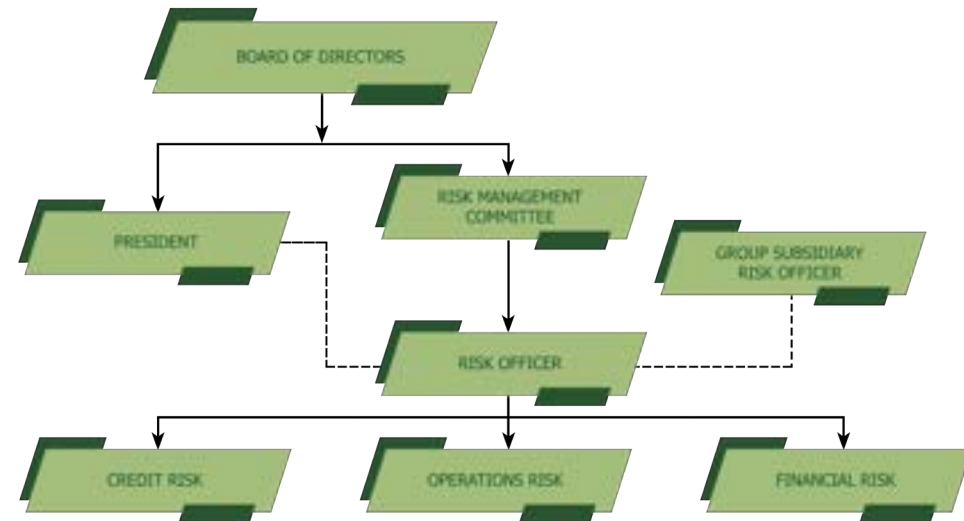 BOARD OF DIRECTORS
RISK MANAGEMENT
COMMITTEE
PRESIDENT
GROUP SUBSIDIARY
RISK OFFICER
RISK OFFICER
CREDIT RISK
OPERATIONS RISK
FINANCIAL RISK